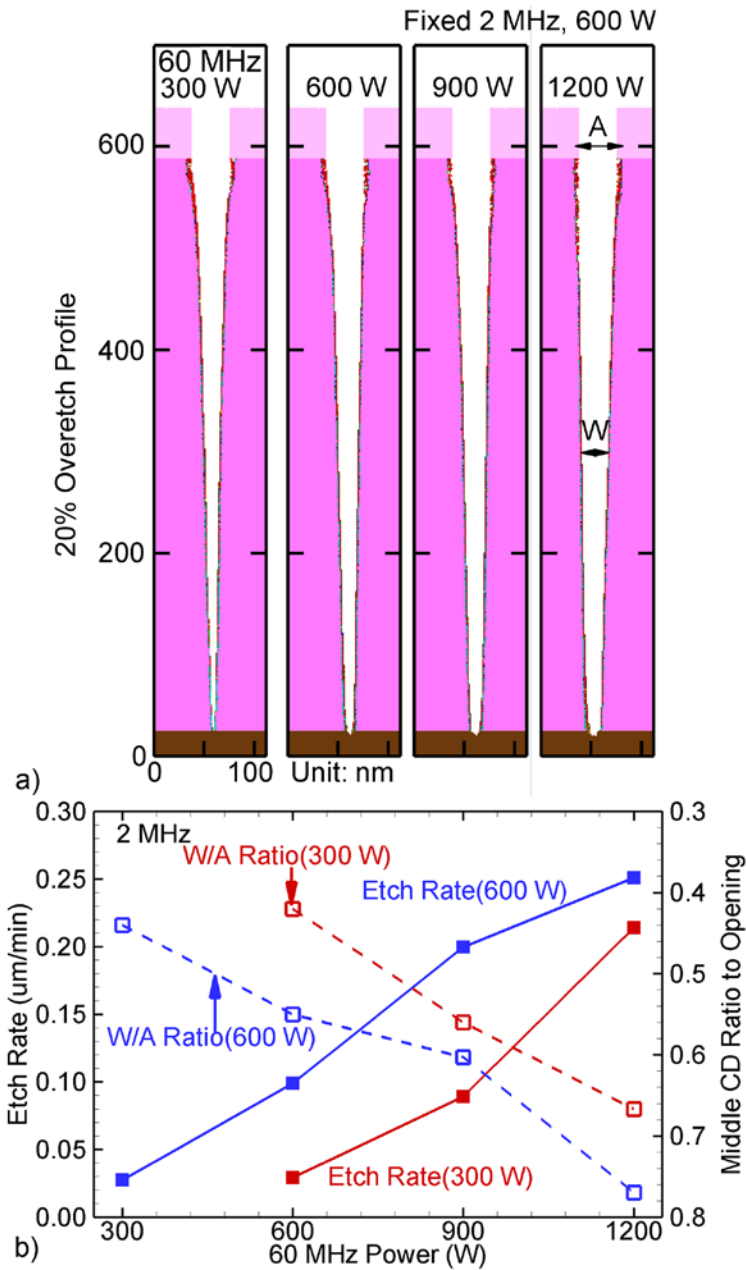 Fixed 2 MHz, 600 W
60 MHz
300 W
600 W
900 W
1200 W
A
W
20% Overetch Profile
600
400
200
0
0
100
Unit: nm
a)
2 MHz
W/A Ratio(300 W)
Etch Rate(600 W)
W/A Ratio(600 W)
Etch Rate(300 W)
Etch Rate (um/min)
0.30
0.25
0.20
0.15
0.10
0.05
0.00
Middle CD Ratio to Opening
0.3
0.4
0.5
0.6
0.7
0.8
300
600
900
1200
60 MHz Power (W)
b)